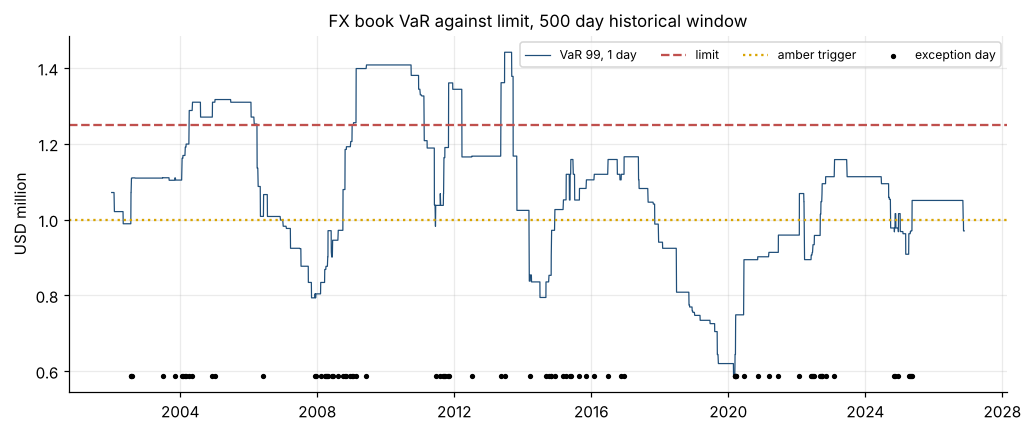 FX book VaR against limit, 500 day historical window
VaR 99, 1 day
limit
amber trigger
exception day
USD million
1.4
1.2
1.0
0.8
0.6
2004
2008
2012
2016
2020
2024
2028